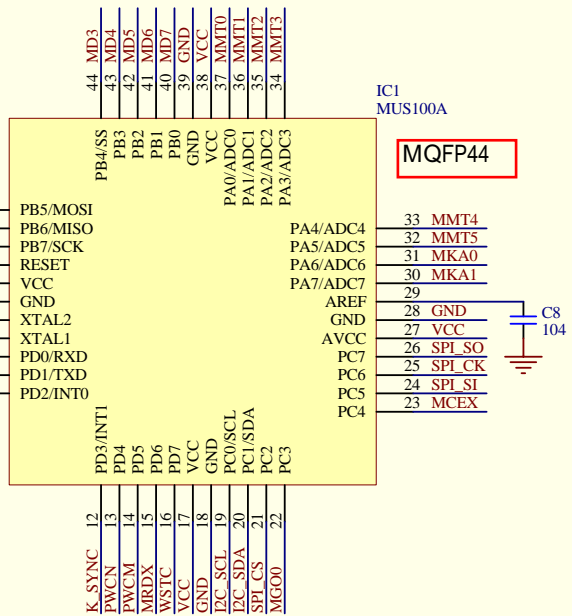 MD3
MD4
MD5
MD6
MD7
GND
VCC
MMT0
MMT1
MMT2
MMT3
44
43
42
41
40
39
38
37
36
35
34
IC1
MUS100A
MQFP44
PB4/SS
PB3
PB2
PB1
PB0
GND
VCC
PA0/ADC0
PA1/ADC1
PA2/ADC2
PA3/ADC3
PB5/MOSI
PB6/MISO
PB7/SCK
RESET
VCC
GND
XTAL2
XTAL1
PD0/RXD
PD1/TXD
PD2/INT0
PA4/ADC4 33 MMT4
PA5/ADC5 32 MMT5
PA6/ADC6 31 MKA0
PA7/ADC7 30 MKA1
AREF 29
GND 28 GND
AVCC 27 VCC
PC7 26 SPI_SO
PC6 25 SPI_CK
PC5 24 SPI_SI
PC4 23 MCEX
C8
104
PD3/INT1
PD4
PD5
PD6
PD7
VCC
GND
PC0/SCL
PC1/SDA
PC2
PC3
12
13
14
15
16
17
18
19
20
21
22
K_SYNC
PWCN
PWCM
MRDX
WSTC
VCC
GND
I2C_SCL
I2C_SDA
SPI_CS
MGO0